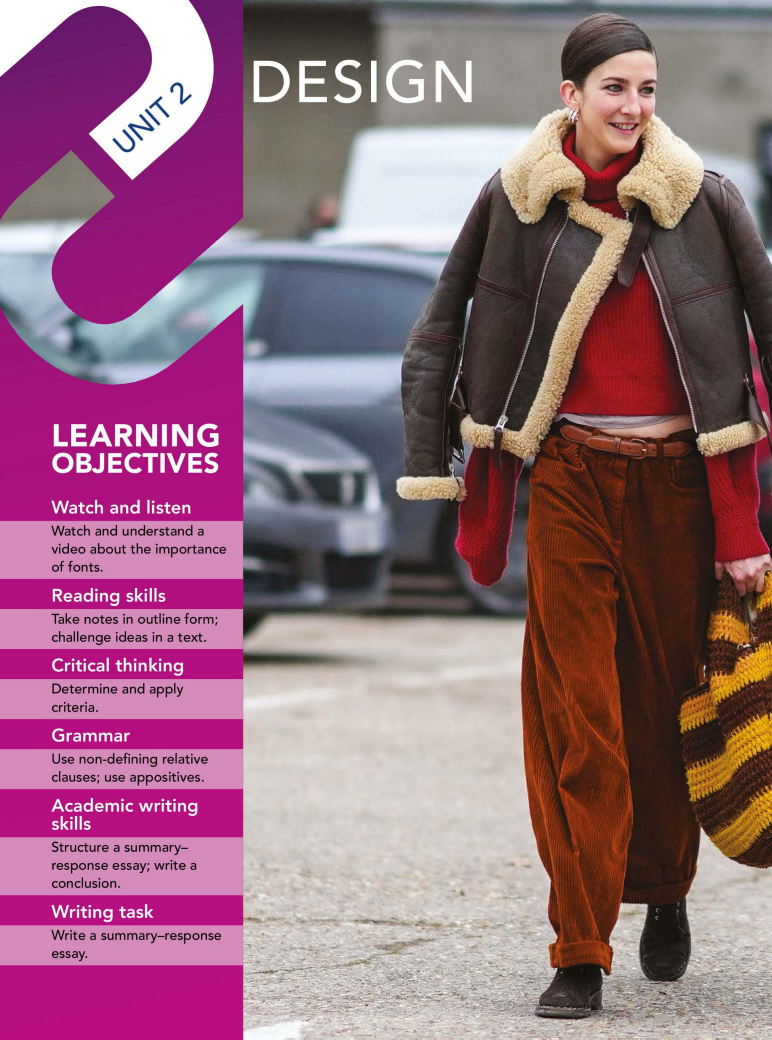 UNIT 2
DESIGN
LEARNING
OBJECTIVES
Watch and listen
Watch and understand a
video about the importance
of fonts.
Reading skills
Take notes in outline form;
challenge ideas in a text.
Critical thinking
Determine and apply
criteria.
Grammar
Use non-defining relative
clauses; use appositives.
Academic writing
skills
Structure a summary–
response essay; write a
conclusion.
Writing task
Write a summary–response
essay.